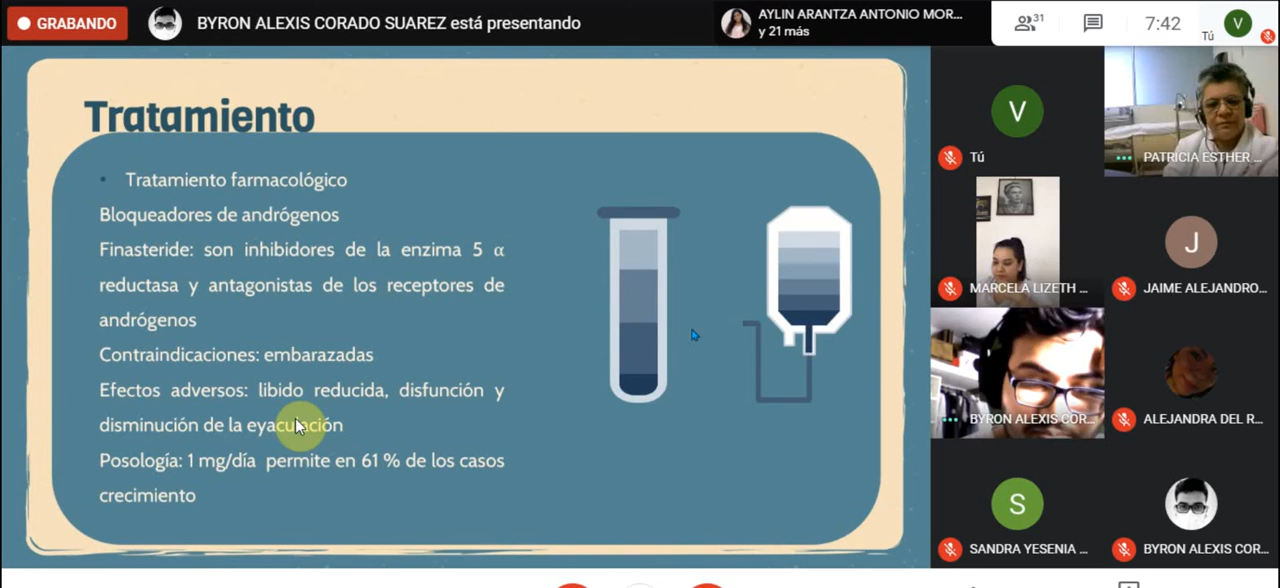 GRABANDO
BYRON ALEXIS CORADO SUAREZ está presentando
AYLIN ARANTZA ANTONIO MOR...
y 21 más
31
7:42
Tú
V
Tratamiento
• Tratamiento farmacológico
Bloqueadores de andrógenos
Finasteride: son inhibidores de la enzima 5 α
reductasa y antagonistas de los receptores de
andrógenos
Contraindicaciones: embarazadas
Efectos adversos: libido reducida, disfunción y
disminución de la eyaculación
Posología: 1 mg/día permite en 61 % de los casos
crecimiento
V
Tú
PATRICIA ESTHER ...
MARCELA LIZETH ...
J
JAIME ALEJANDRO...
BYRON ALEXIS COR...
ALEJANDRA DEL R...
S
SANDRA YESENIA ...
BYRON ALEXIS COR...